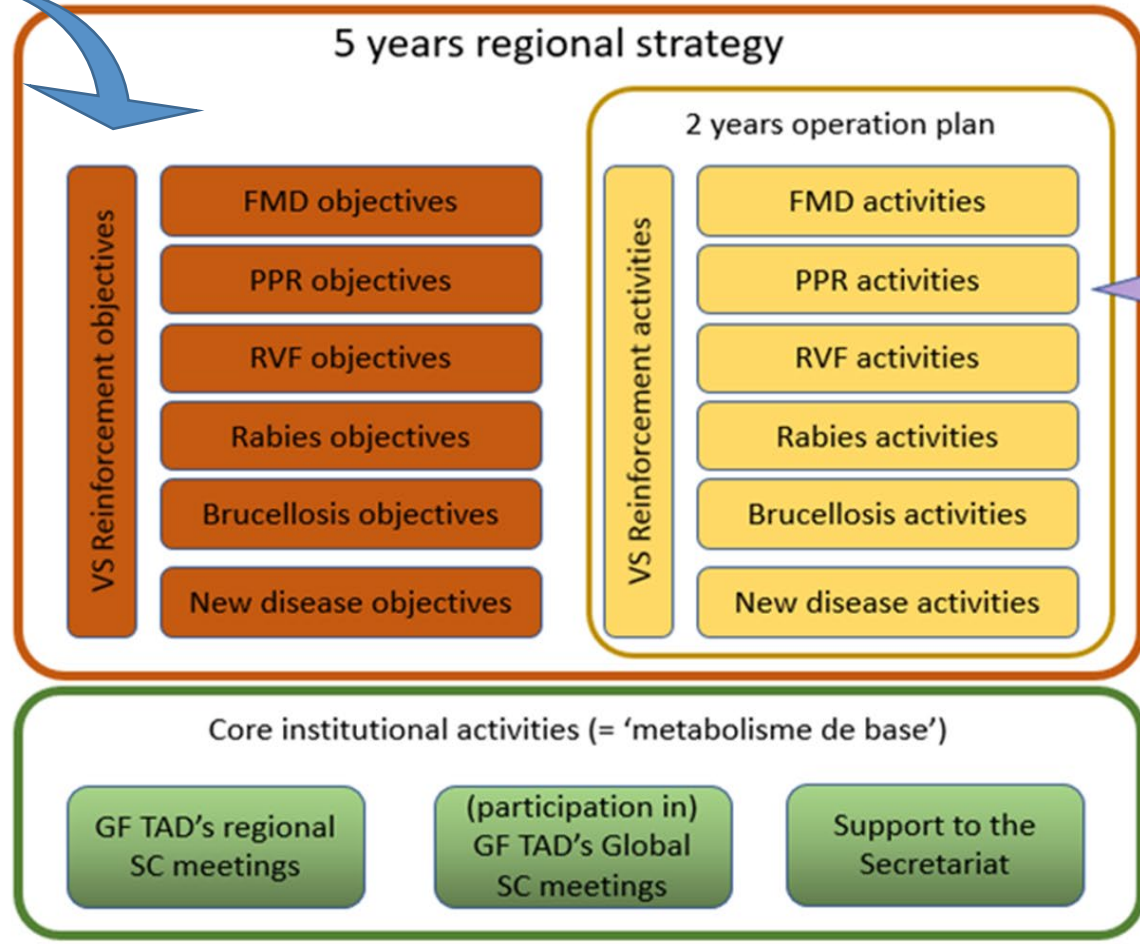 5 years regional strategy
VS Reinforcement objectives
FMD objectives
PPR objectives
RVF objectives
Rabies objectives
Brucellosis objectives
New disease objectives
2 years operation plan
VS Reinforcement activities
FMD activities
PPR activities
RVF activities
Rabies activities
Brucellosis activities
New disease activities
Core institutional activities (= ‘metabolisme de base’)
GF TAD’s regional
SC meetings
(participation in)
GF TAD’s Global
SC meetings
Support to the
Secretariat